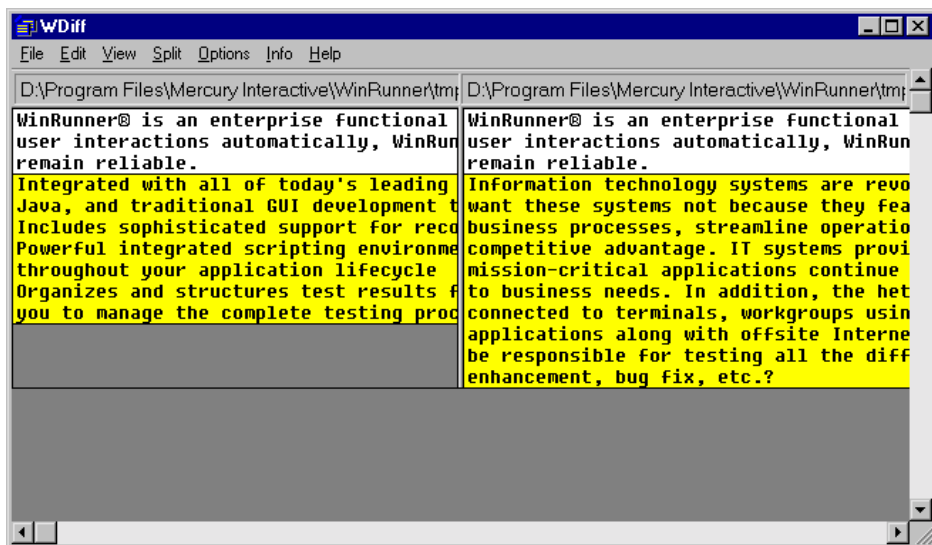 WDiff
File Edit View Split Options Info Help
D:\Program Files\Mercury Interactive\WinRunner\tmp
D:\Program Files\Mercury Interactive\WinRunner\tmp
WinRunner® is an enterprise functional
user interactions automatically, WinRun
remain reliable.
Integrated with all of today's leading
Java, and traditional GUI development t
Includes sophisticated support for reco
Powerful integrated scripting environme
throughout your application lifecycle
Organizes and structures test results f
you to manage the complete testing proc
WinRunner® is an enterprise functional
user interactions automatically, WinRun
remain reliable.
Information technology systems are revo
want these systems not because they fea
business processes, streamline operatio
competitive advantage. IT systems provi
mission-critical applications continue
to business needs. In addition, the het
connected to terminals, workgroups usin
applications along with offsite Interne
be responsible for testing all the diff
enhancement, bug fix, etc.?